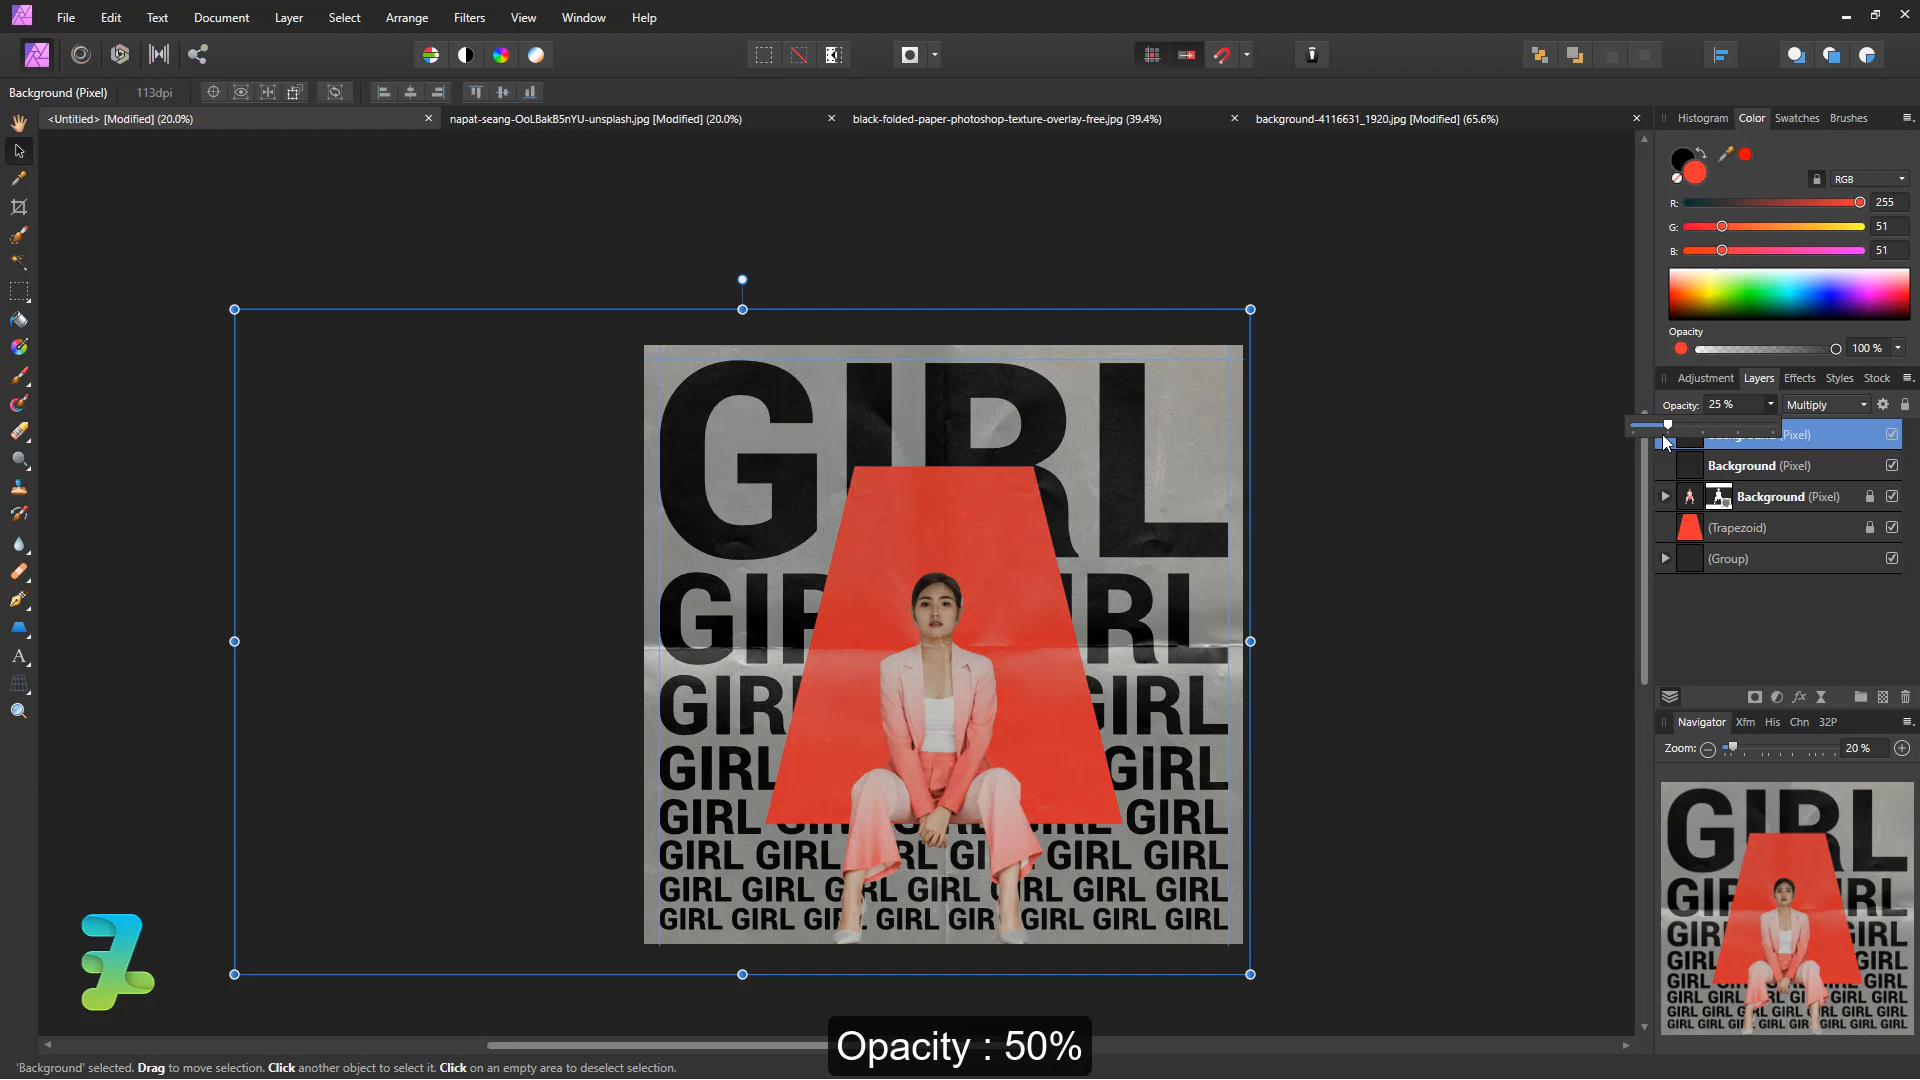 File Edit Text Document Layer Select Arrange Filters View Window Help
Background (Pixel) 113dpi
<Untitled> [Modified] (20.0%) napat-seang-OoLBakB5nYU-unsplash.jpg [Modified] (20.0%) black-folded-paper-photoshop-texture-overlay-free.jpg (39.4%) background-4116631_1920.jpg [Modified] (65.6%)
Histogram Color Swatches Brushes
RGB
R: 255
G: 51
B: 51
Opacity
100 %
Adjustment Layers Effects Styles Stock
Opacity: 25 % Multiply
(Pixel)
Background (Pixel)
Background (Pixel)
(Trapezoid)
(Group)
Navigator Xfm His Chn 32P
Zoom: 20 %
GIRL
GIRL
GIRL GIRL
GIRL GIRL
GIRL GIRL
GIRL GIRL RL GI GIRL GIRL
GIRL GIRL GIRL GIRL GIRL GIRL GIRL
GIRL GIRL GIRL GIRL GIRL GIRL GIRL GIRL
Opacity : 50%
'Background' selected. Drag to move selection. Click another object to select it. Click on an empty area to deselect selection.